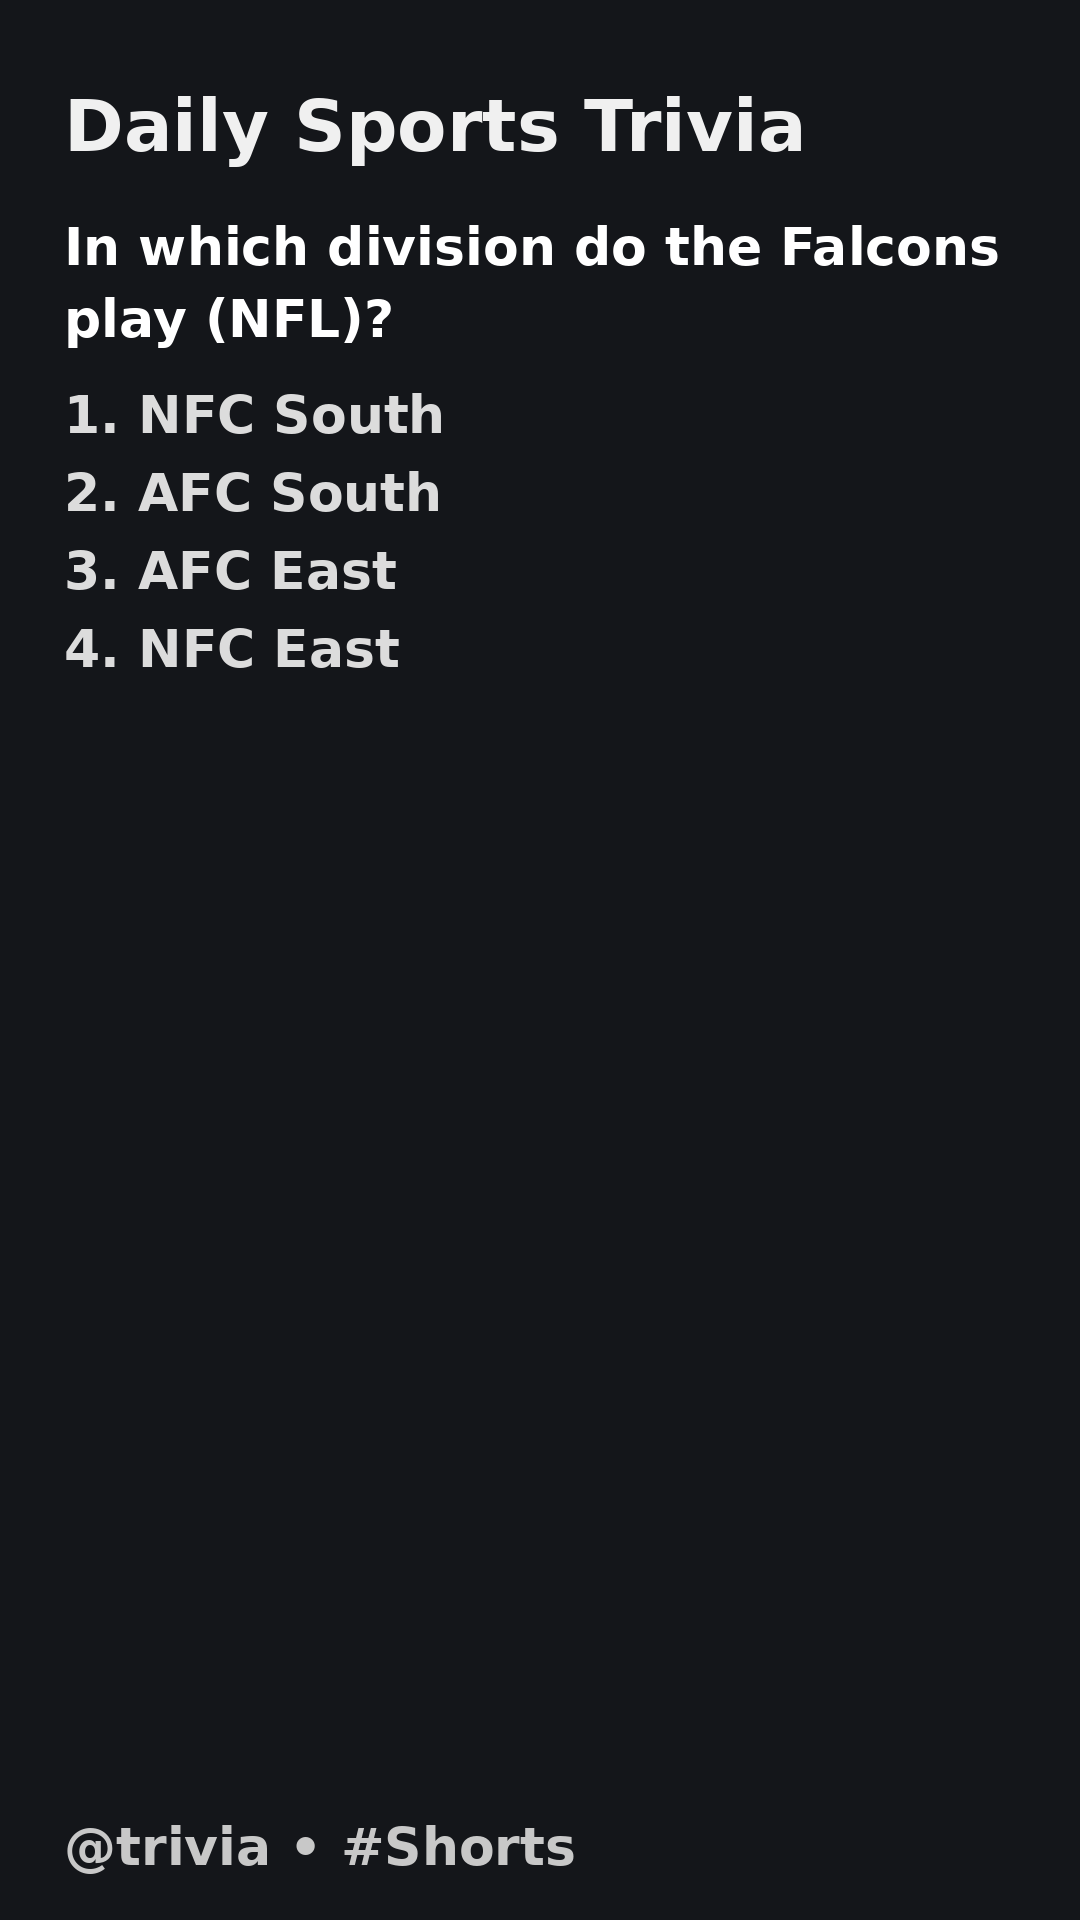 Daily Sports Trivia
In which division do the Falcons
play (NFL)?
1. NFC South
2. AFC South
3. AFC East
4. NFC East
@trivia • #Shorts